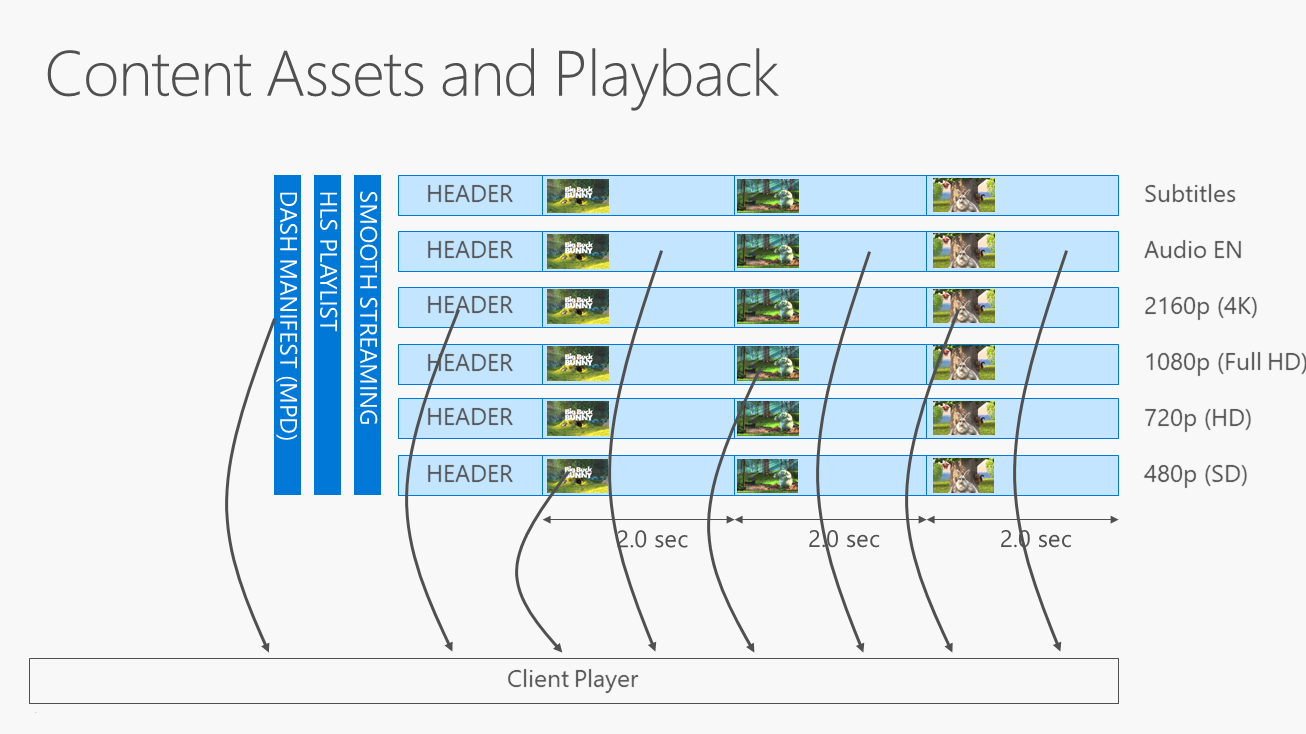 Content Assets and Playback
DASH MANIFEST (MPD)
HLS PLAYLIST
SMOOTH STREAMING
HEADER
Big Buck
BUNNY
Subtitles
HEADER
Big Buck
BUNNY
Audio EN
HEADER
Big Buck
BUNNY
2160p (4K)
HEADER
Big Buck
BUNNY
1080p (Full HD)
HEADER
Big Buck
BUNNY
720p (HD)
HEADER
Big Buck
BUNNY
480p (SD)
2.0 sec
2.0 sec
2.0 sec
Client Player